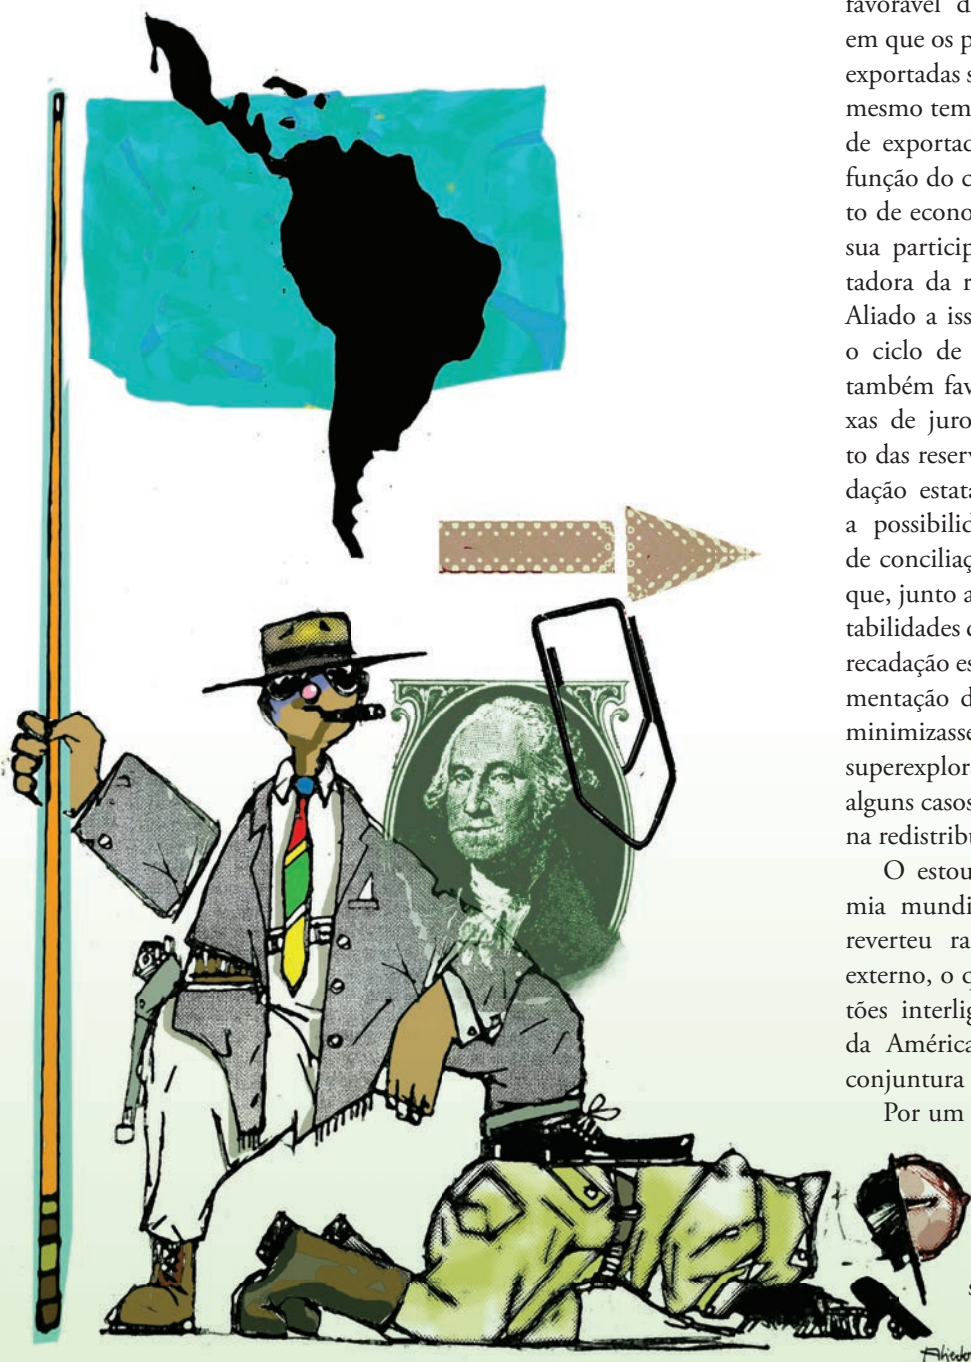 favorável d
em que os p
exportadas s
mesmo tem
de exportad
função do c
to de econo
sua particip
tadora da r
Aliado a iss
o ciclo de
também fav
xas de juro
to das reserv
dação estata
a possibilid
de conciliaç
que, junto a
tabilidades d
recadação es
mentação d
minimizasse
superexplor
alguns casos
na redistribu
O estou
mia mundi
reverteu ra
externo, o q
tões interlig
da América
conjuntura
Por um
s